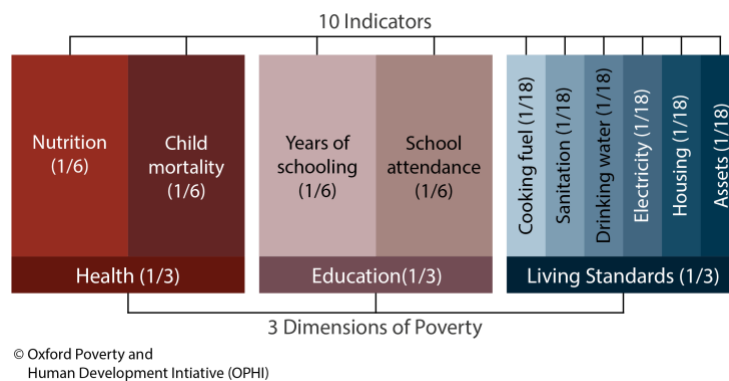 10 Indicators
Nutrition
(1/6)
Child
mortality
(1/6)
Years of
schooling
(1/6)
School
attendance
(1/6)
Cooking fuel (1/18)
Sanitation (1/18)
Drinking water (1/18)
Electricity (1/18)
Housing (1/18)
Assets (1/18)
Health (1/3)
Education(1/3)
Living Standards (1/3)
3 Dimensions of Poverty
© Oxford Poverty and
Human Development Intiative (OPHI)